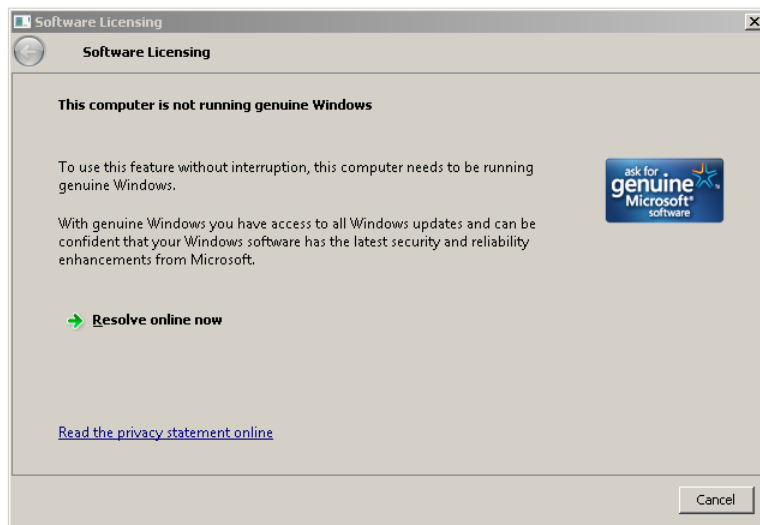 Software Licensing
Software Licensing
This computer is not running genuine Windows
To use this feature without interruption, this computer needs to be running
genuine Windows.
ask for
genuine™
Microsoft®
software
With genuine Windows you have access to all Windows updates and can be
confident that your Windows software has the latest security and reliability
enhancements from Microsoft.
Resolve online now
Read the privacy statement online
Cancel